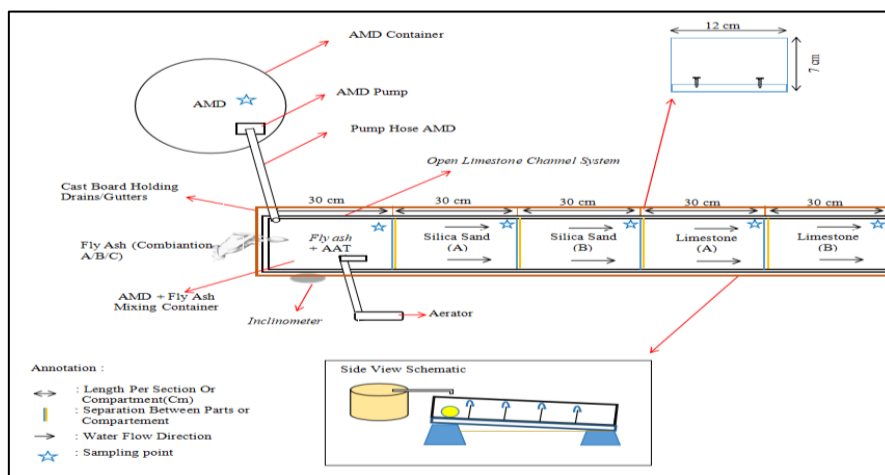 AMD Container
12 cm
7 cm
AMD
AMD Pump
Pump Hose AMD
Open Limestone Channel System
Cast Board Holding
Drains/Gutters
30 cm
30 cm
30 cm
30 cm
30 cm
Fly Ash (Combiantion
A/B/C)
Fly ash
+ AAT
Silica Sand
(A)
Silica Sand
(B)
Limestone
(A)
Limestone
(B)
AMD + Fly Ash
Mixing Container
Inclinometer
Aerator
Annotation :
: Length Per Section Or
Compartment(Cm)
: Separation Between Parts or
Compartement
: Water Flow Direction
: Sampling point
Side View Schematic